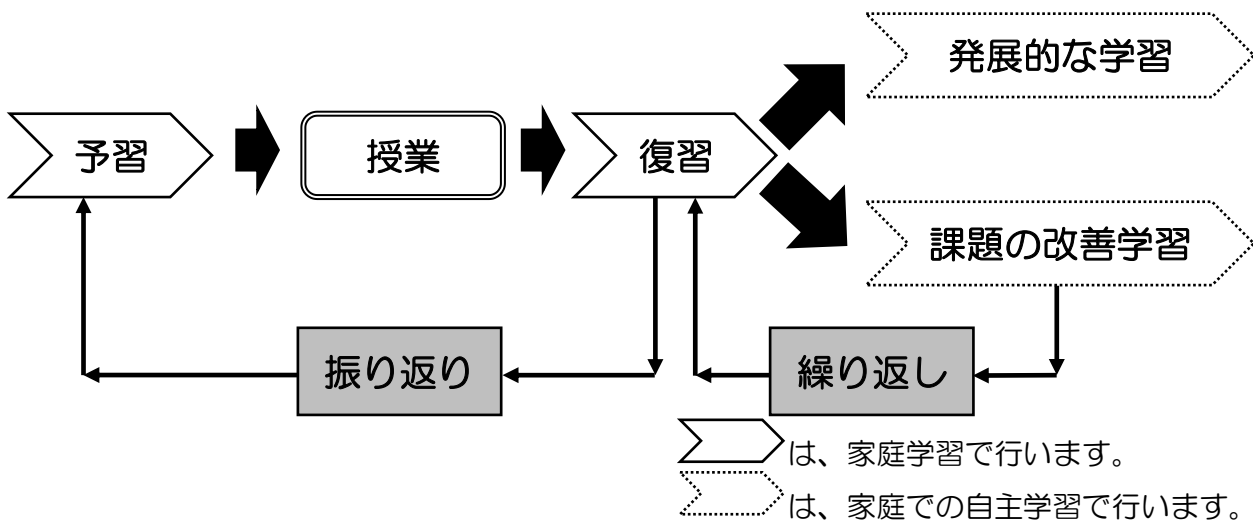 発展的な学習
予習
授業
復習
課題の改善学習
振り返り
繰り返し
は、家庭学習で行います。
は、家庭での自主学習で行います。